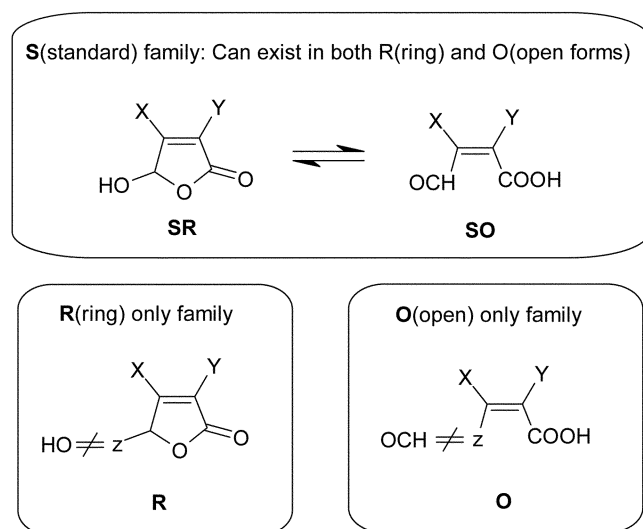 S(standard) family: Can exist in both R(ring) and O(open forms)
X Y X Y
HO O O OCH COOH
SR SO
R(ring) only family O(open) only family
X Y X Y
HO ≠ z O O OCH ≠ z COOH
R O